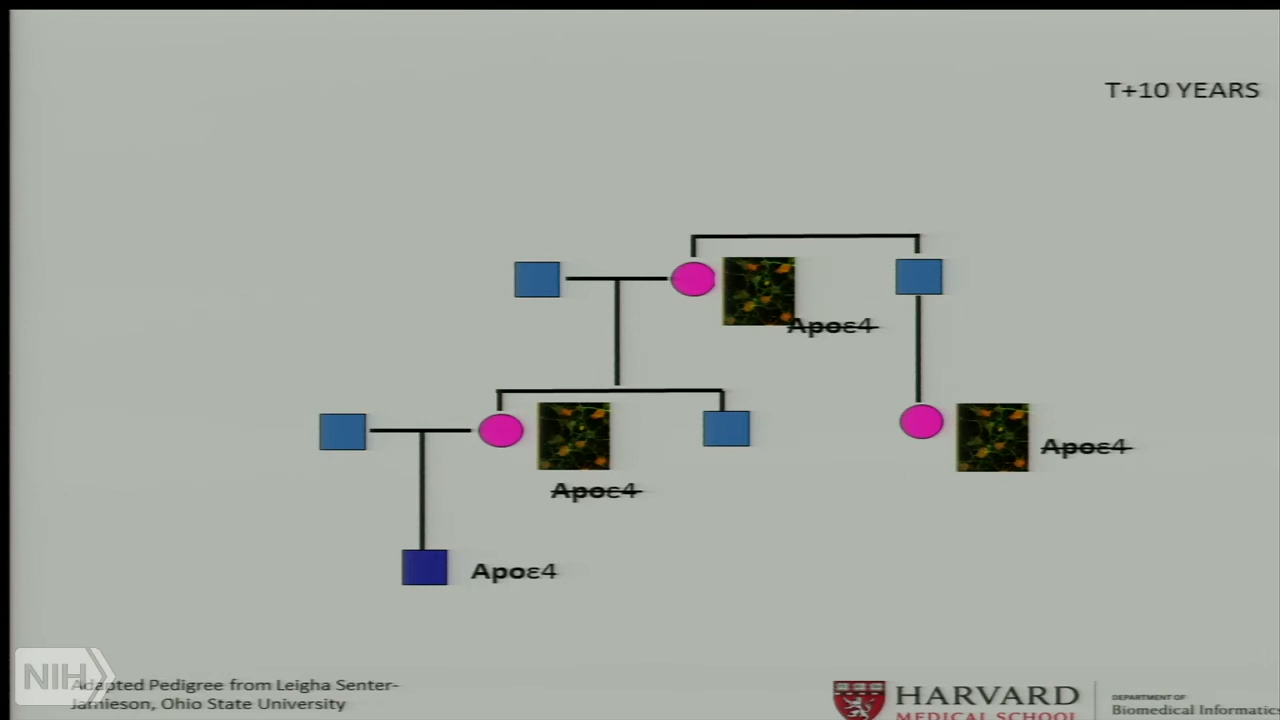 T+10 YEARS
Apoε4
Apoε4
Apoε4
Apoε4
NIH
Adapted Pedigree from Leigha Senter-
Jamieson, Ohio State University
HARVARD
MEDICAL SCHOOL
DEPARTMENT OF
Biomedical Informatics